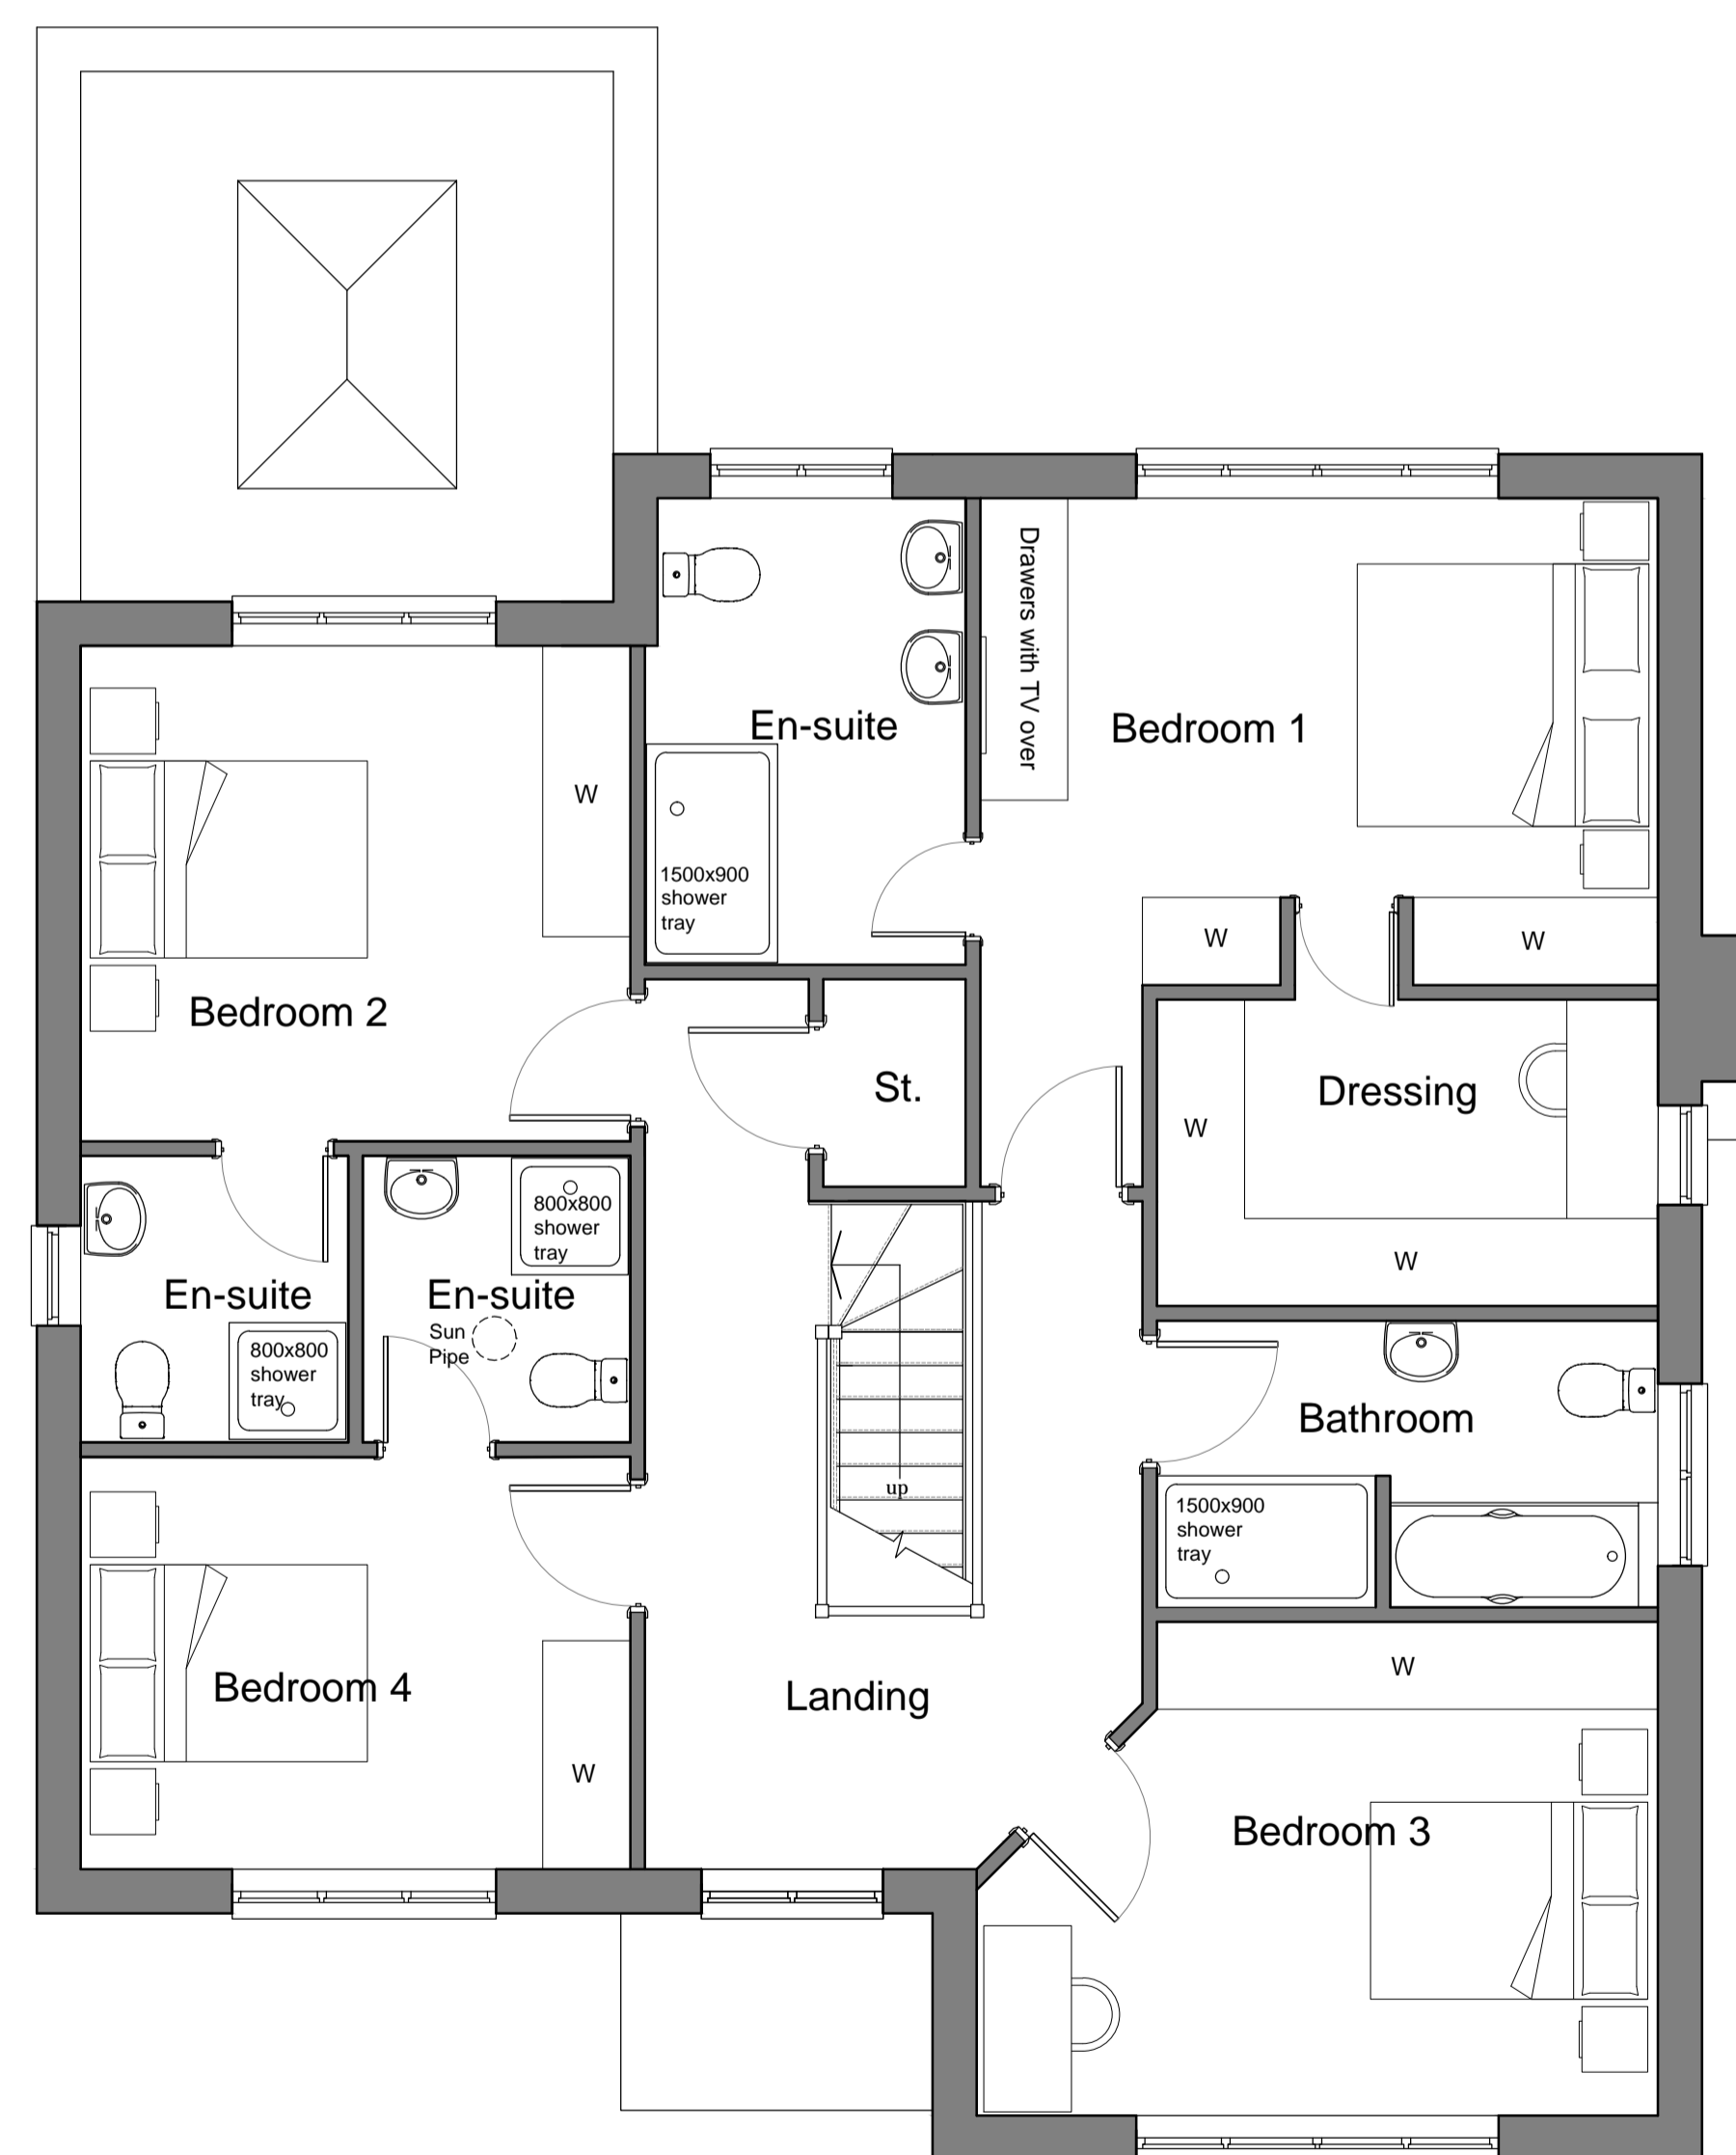 Drawers with TV over
En-suite
Bedroom 1
W
1500x900
shower
tray
W
W
Bedroom 2
St.
Dressing
W
800x800
shower
tray
W
En-suite
En-suite
Sun
Pipe
800x800
shower
tray
Bathroom
up
1500x900
shower
tray
W
Bedroom 4
Landing
W
Bedroom 3